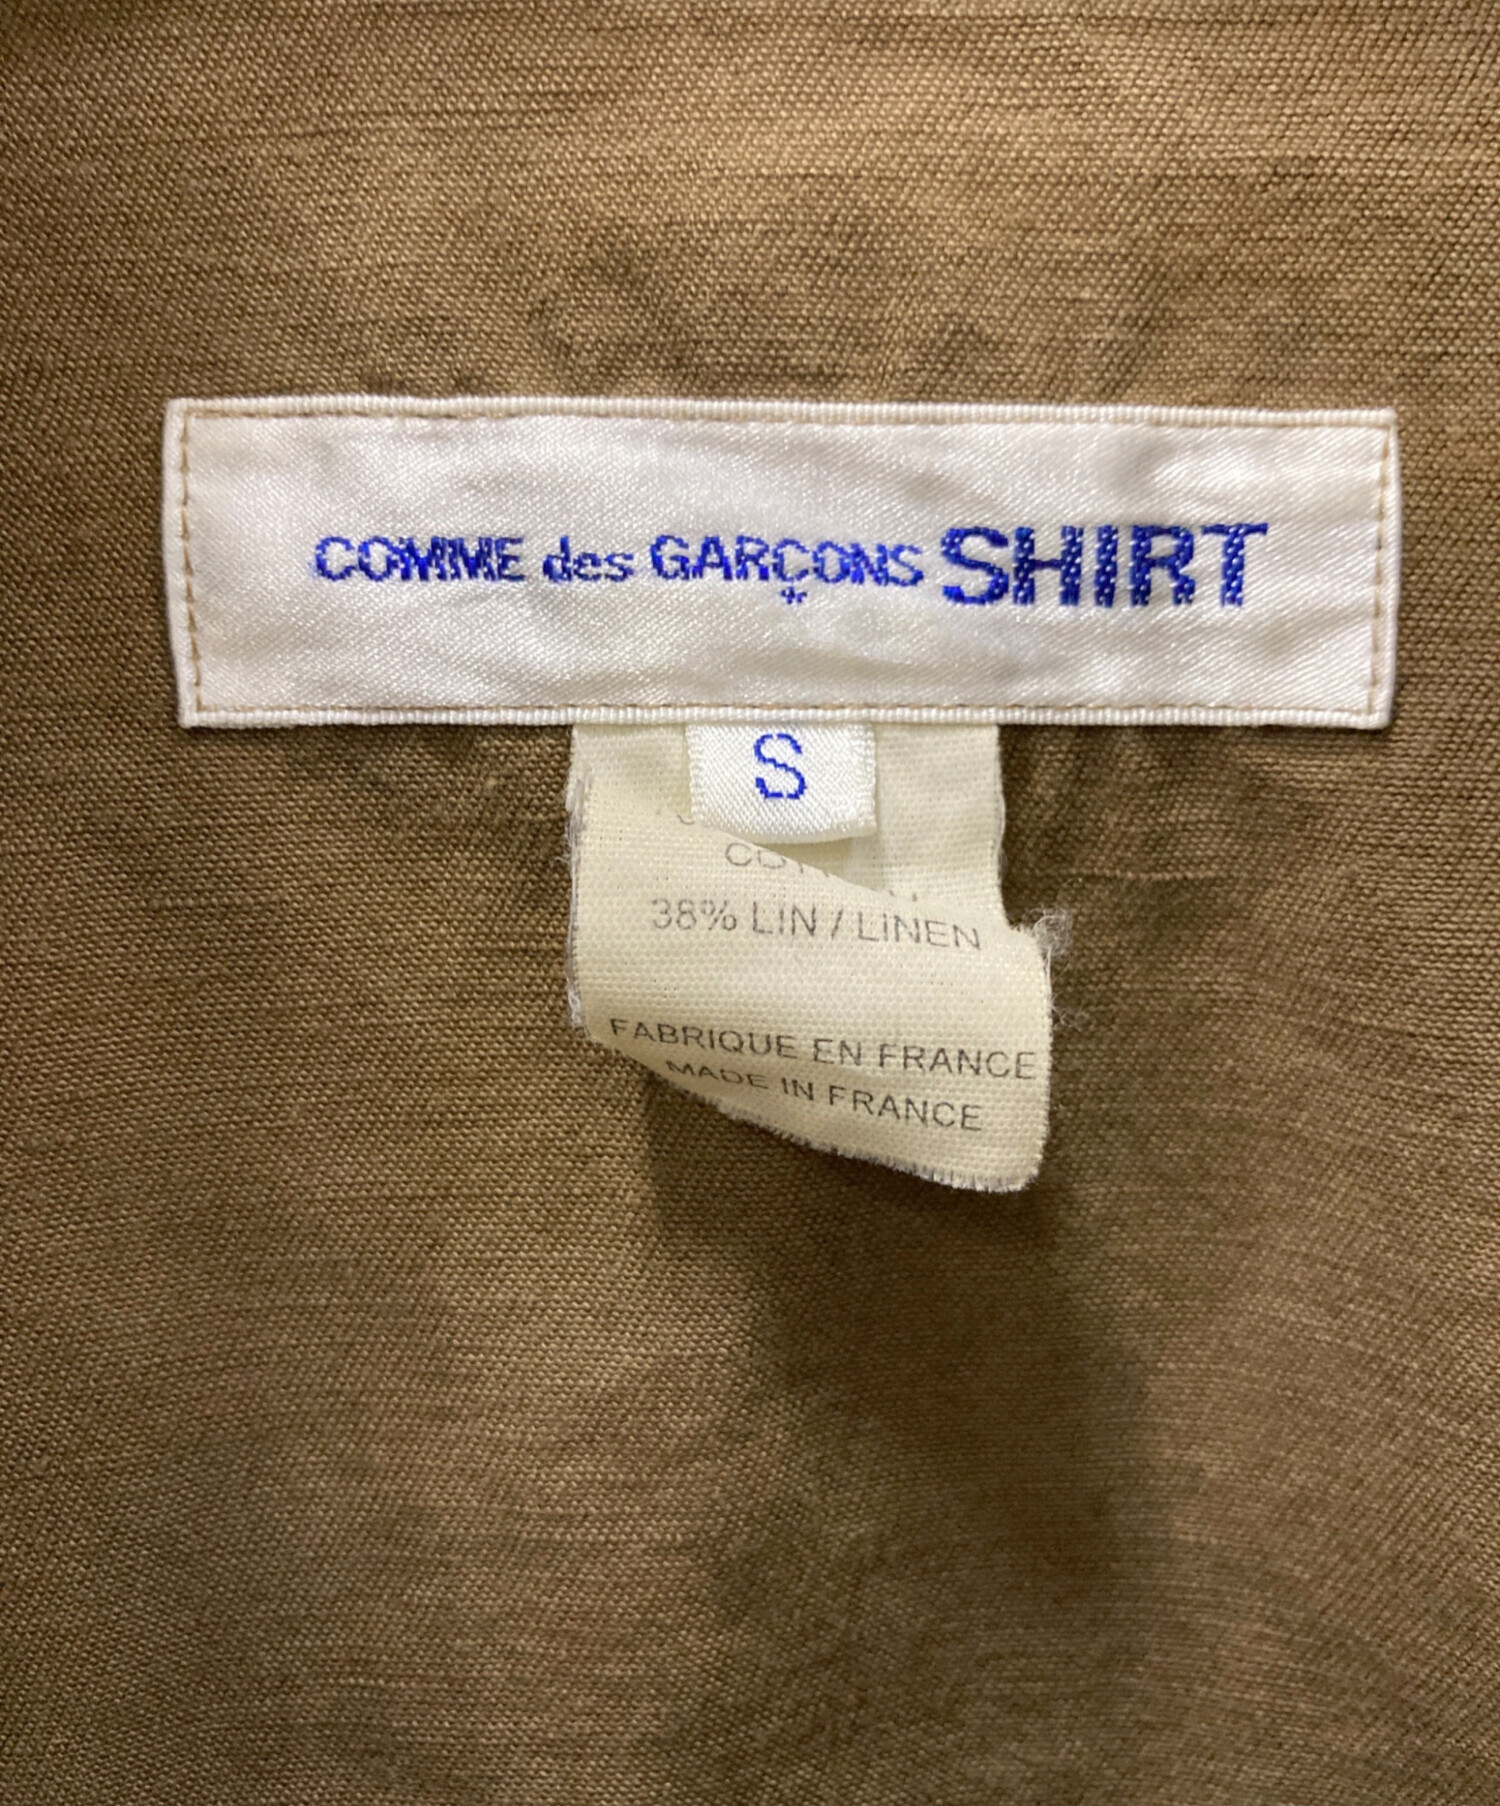 COMME des GARÇONS SHIRT
S
38% LIN / LINEN
FABRIQUE EN FRANCE
MADE IN FRANCE